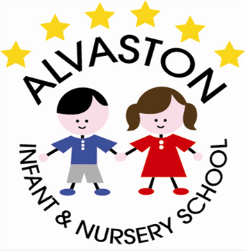 ALVASTON
INFANT & NURSERY SCHOOL